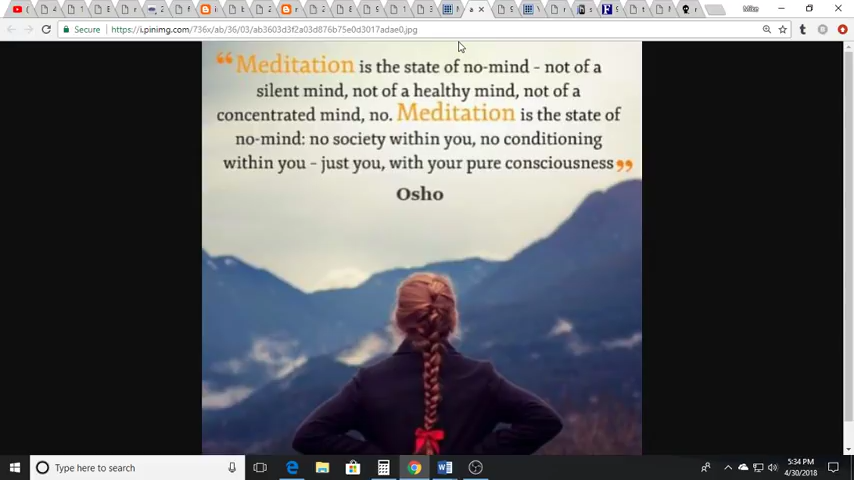 Mike
Secure
https://i.pinimg.com/736x/ab/36/03/ab3603d3f2a03d876b75e0d3017adae0.jpg
“Meditation is the state of no-mind - not of a
silent mind, not of a healthy mind, not of a
concentrated mind, no. Meditation is the state of
no-mind: no society within you, no conditioning
within you - just you, with your pure consciousness”
Osho
Type here to search
5:34 PM
4/30/2018